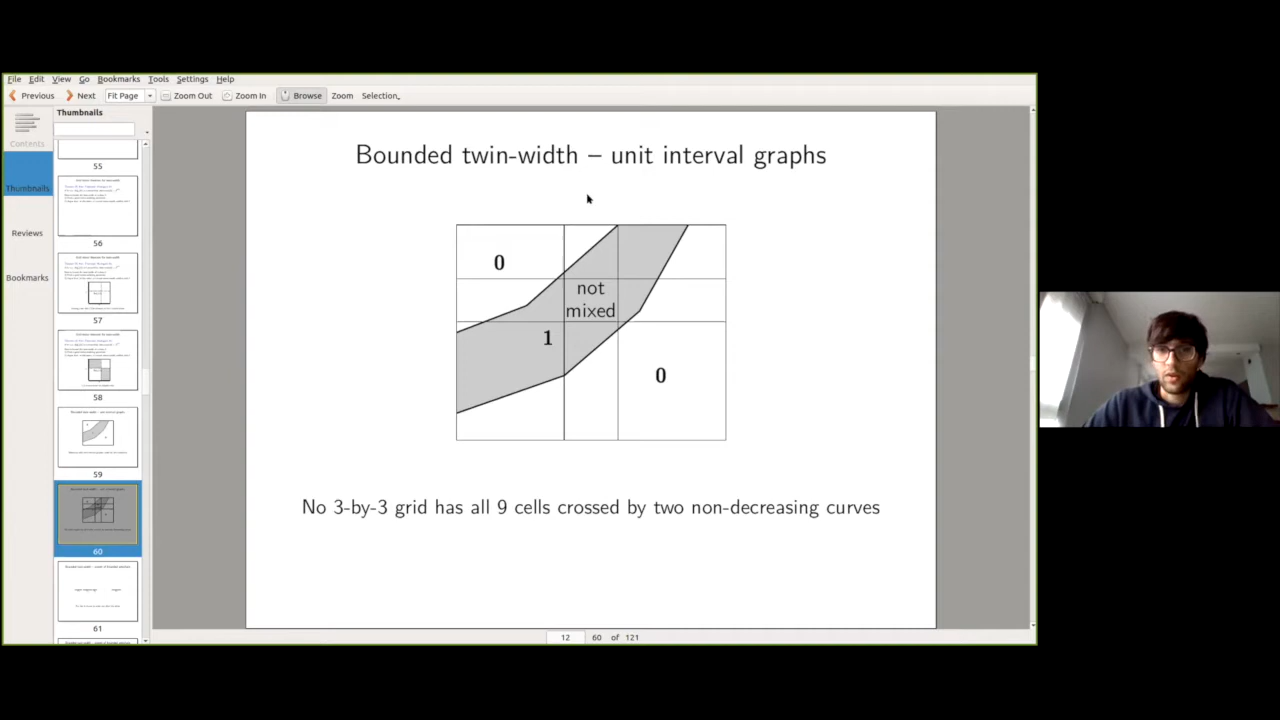 File Edit View Go Bookmarks Tools Settings Help
Previous Next Fit Page Zoom Out Zoom In Browse Zoom Selection
Thumbnails
Contents
Thumbnails
Reviews
Bookmarks
55
56
57
58
59
60
61
Bounded twin-width – unit interval graphs
0
not
mixed
1
0
No 3-by-3 grid has all 9 cells crossed by two non-decreasing curves
12 60 of 121